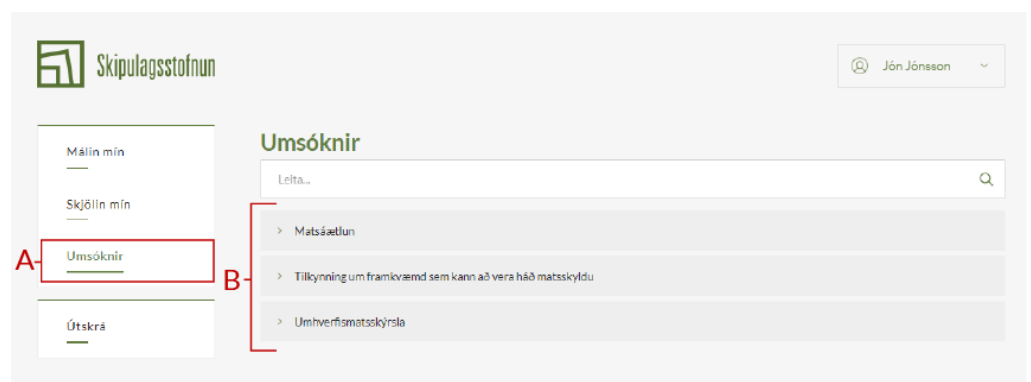 Skipulagsstofnun
Jón Jónsson
Málin mín
Skjölin mín
A
Umsóknir
Útskrá
Umsóknir
Leita...
B
Matsáætlun
Tilkynning um framkvæmd sem kann að vera háð matsskyldu
Umhverfismatsskýrsla